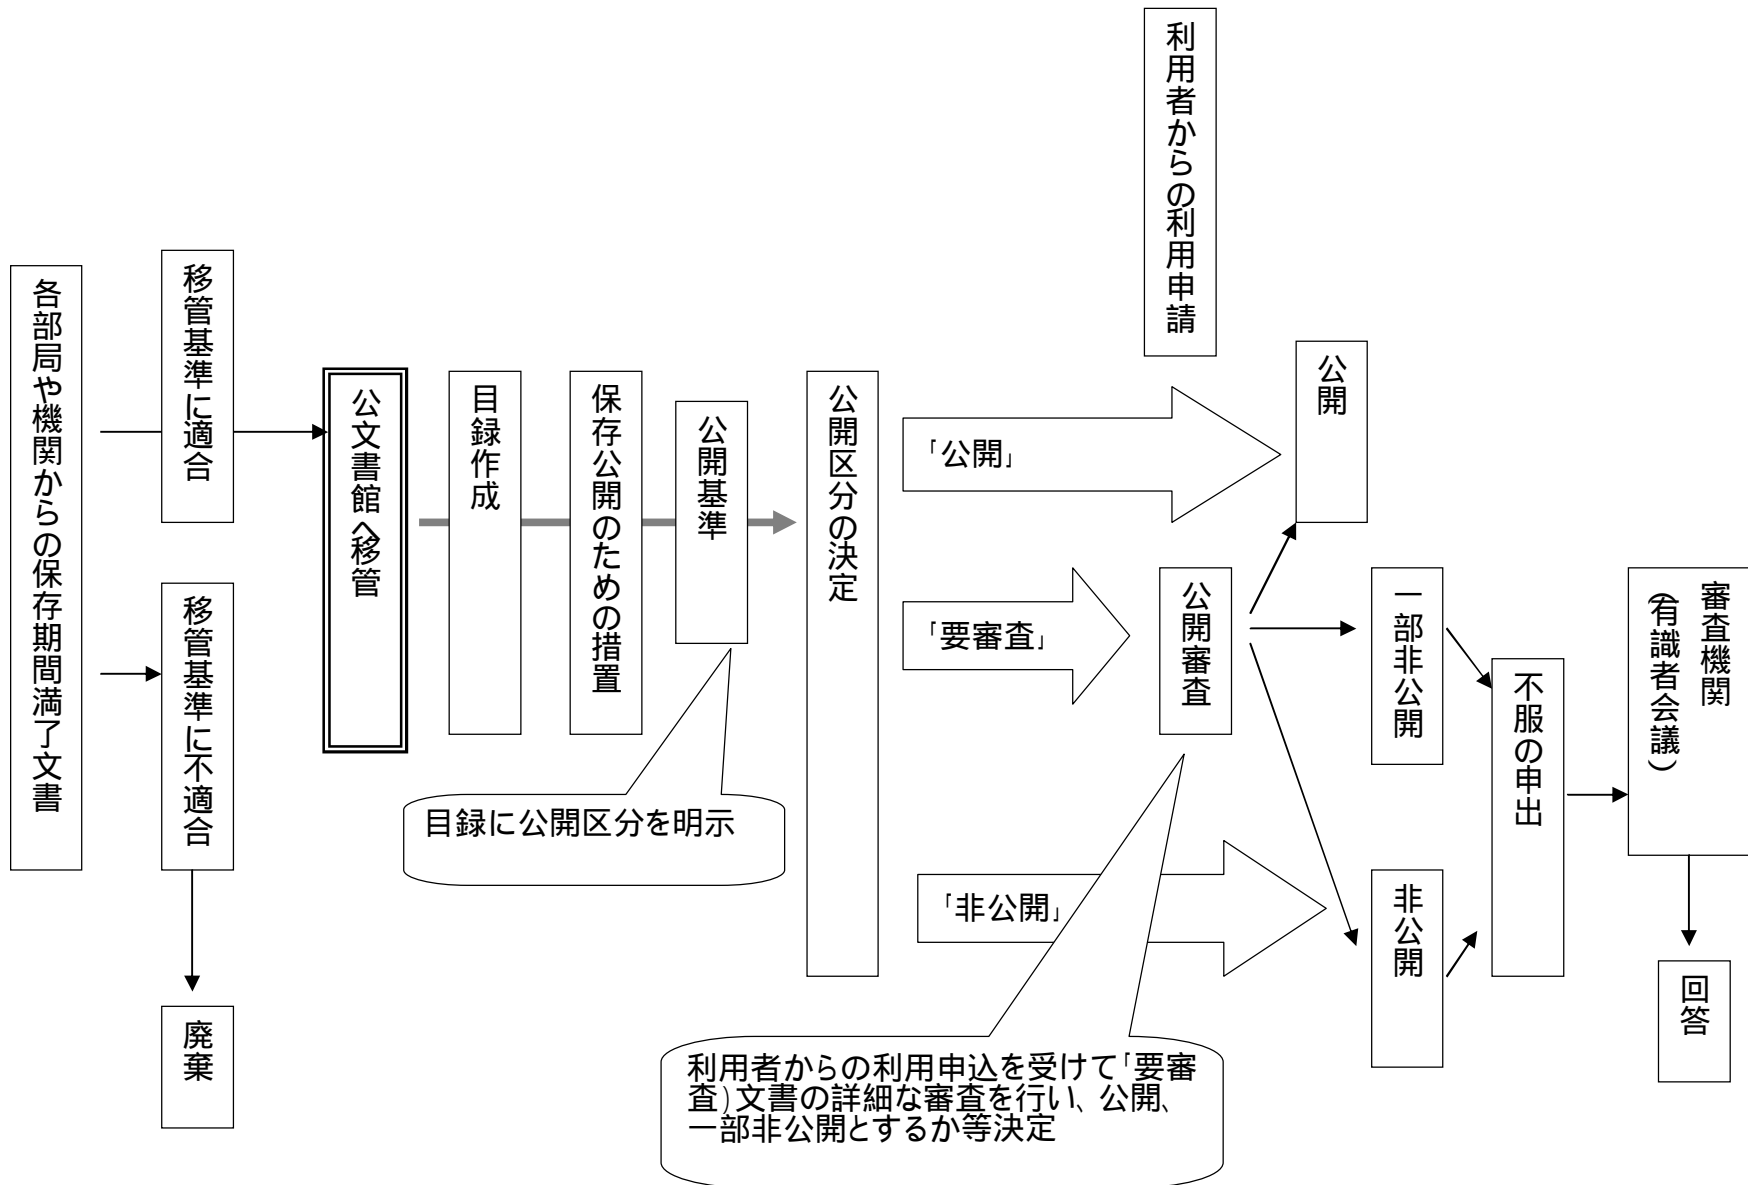 各部局や機関からの保存期間満了文書
移管基準に適合
移管基準に不適合
廃棄
公文書館へ移管
目録作成
保存公開のための措置
公開基準
目録に公開区分を明示
公開区分の決定
利用者からの利用申請
「公開」
「要審査」
「非公開」
公開
公開審査
利用者からの利用申込を受けて「要審
査)文書の詳細な審査を行い、公開、
一部非公開とするか等決定
一部非公開
非公開
不服の申出
審査機関
(有識者会議)
回答